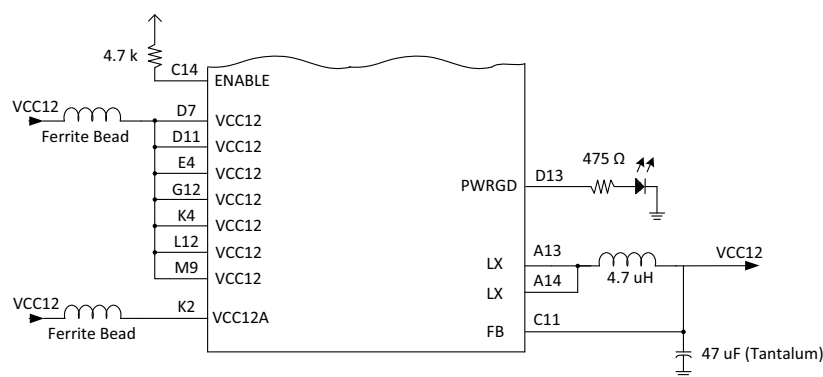 4.7 k
C14
ENABLE
VCC12
Ferrite Bead
D7
VCC12
D11
VCC12
E4
VCC12
G12
VCC12
K4
VCC12
L12
VCC12
M9
VCC12
VCC12
Ferrite Bead
K2
VCC12A
PWRGD
D13
475 Ω
LX
A13
LX
A14
4.7 uH
VCC12
FB
C11
47 uF (Tantalum)